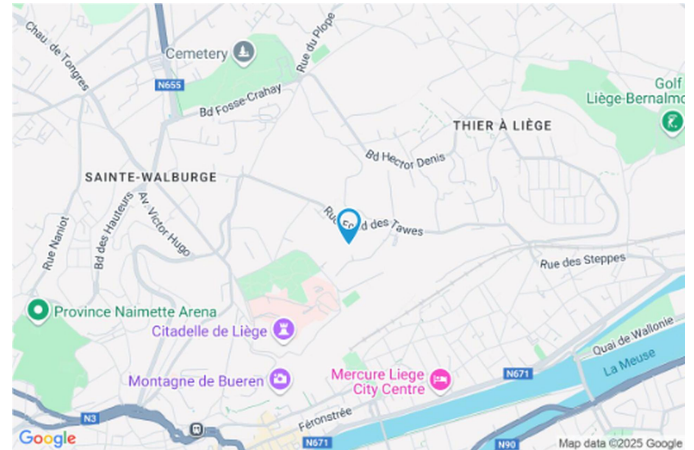 Chau. de Tongres
Cemetery
Rue du Plope
N655
Bd Fosse-Crahay
Golf
Liège-Bernalmo
THIER À LIÈGE
Bd Hector Denis
SAINTE-WALBURGE
Av. Victor Hugo
Bd des Hauteurs
Rue Naniot
Rue Fond des Tawes
Rue des Steppes
Province Naimette Arena
Citadelle de Liège
Quai de Wallonie
La Meuse
Montagne de Bueren
Mercure Liege
City Centre
N671
N3
Féronstrée
N671
N90
Google
Map data ©2025 Google